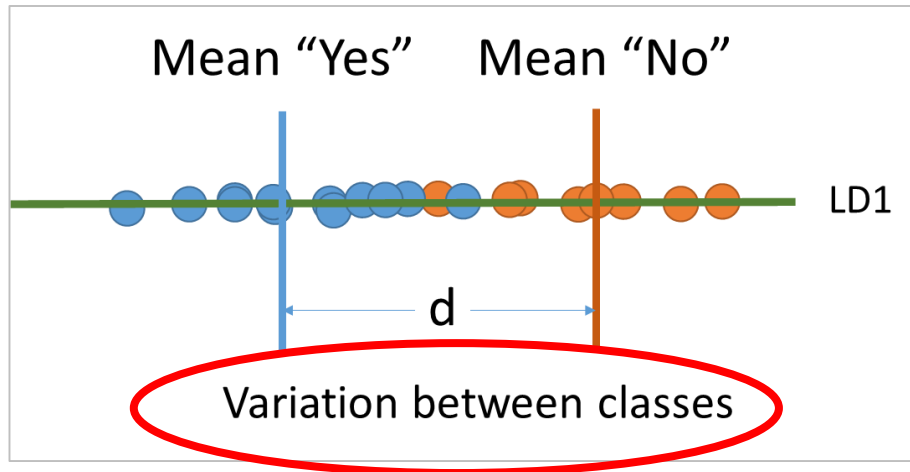 Mean “Yes” Mean “No”
LD1
d
Variation between classes